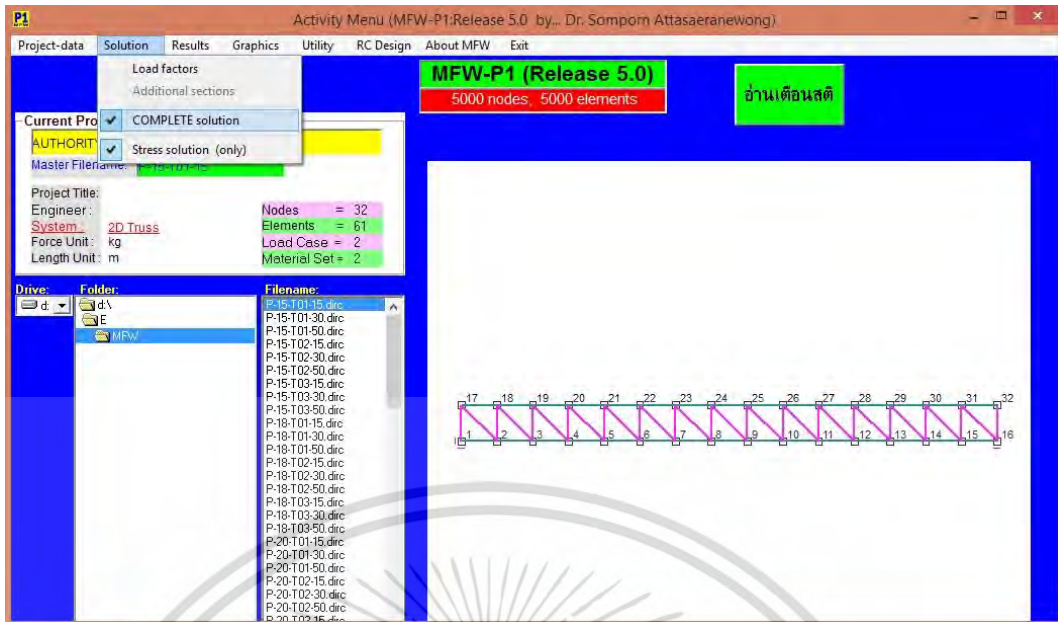 P1
Activity Menu (MFW-P1:Release 5.0 by... Dr. Somporn Attasaeranewong)
Project-data Solution Results Graphics Utility RC Design About MFW Exit
Load factors
Additional sections
COMPLETE solution
Stress solution (only)
MFW-P1 (Release 5.0)
5000 nodes, 5000 elements
อ่านเตือนสติ
Current Pro
AUTHORIT
Master Filename: P-15-T01-15
Project Title:
Engineer :
System : 2D Truss
Force Unit : kg
Length Unit : m
Nodes = 32
Elements = 61
Load Case = 2
Material Set = 2
Drive: Folder: Filename:
d:
d:\
E
MFW
P-15-T01-15.dirc
P-15-T01-30.dirc
P-15-T01-50.dirc
P-15-T02-15.dirc
P-15-T02-30.dirc
P-15-T02-50.dirc
P-15-T03-15.dirc
P-15-T03-30.dirc
P-15-T03-50.dirc
P-18-T01-15.dirc
P-18-T01-30.dirc
P-18-T01-50.dirc
P-18-T02-15.dirc
P-18-T02-30.dirc
P-18-T02-50.dirc
P-18-T03-15.dirc
P-18-T03-30.dirc
P-18-T03-50.dirc
P-20-T01-15.dirc
P-20-T01-30.dirc
P-20-T01-50.dirc
P-20-T02-15.dirc
P-20-T02-30.dirc
P-20-T02-50.dirc
17 18 19 20 21 22 23 24 25 26 27 28 29 30 31 32
1 2 3 4 5 6 7 8 9 10 11 12 13 14 15 16